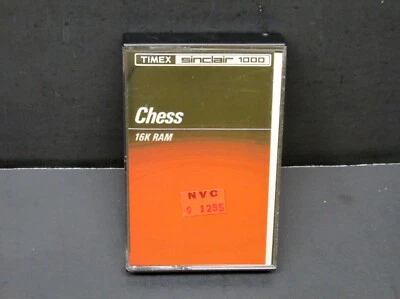 TIMEX sinclair 1000
Chess
16K RAM
NVC
$ 1255